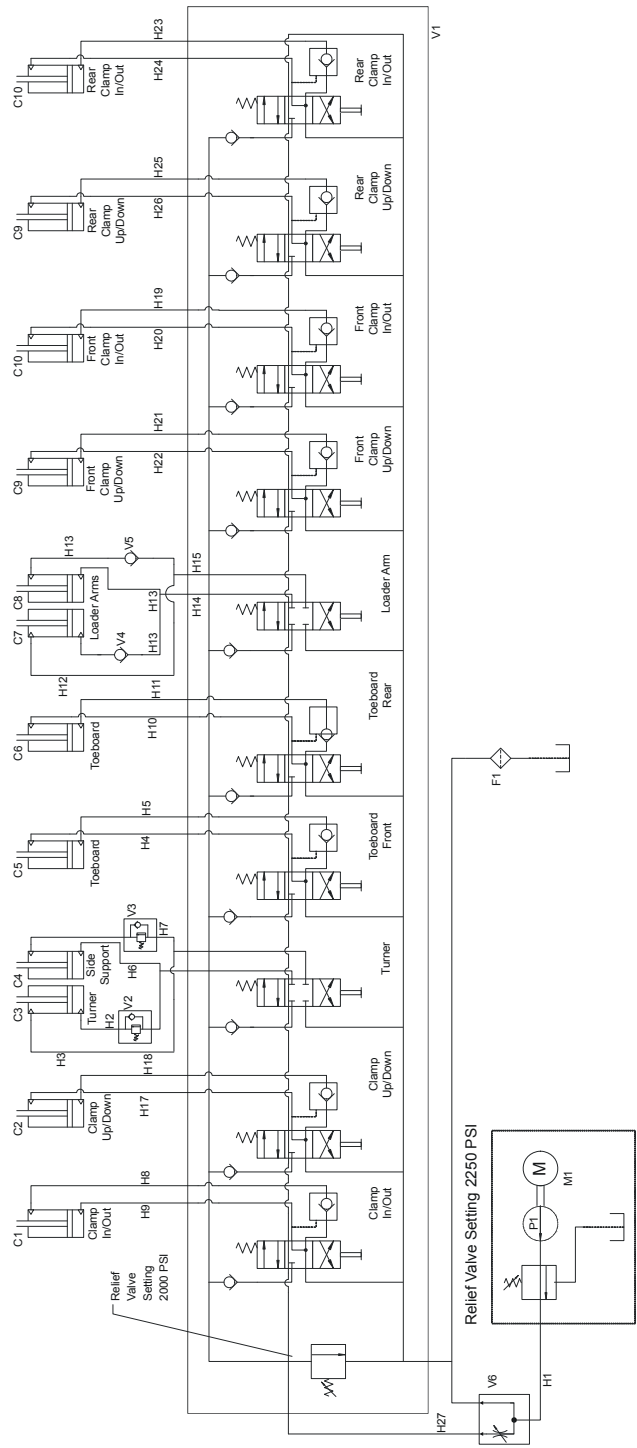 C10
Rear
Clamp
In/Out
H23
H24
Rear
Clamp
In/Out
V1
C9
Rear
Clamp
Up/Down
H25
H26
Rear
Clamp
Up/Down
C10
Front
Clamp
In/Out
H19
H20
Front
Clamp
In/Out
C9
Front
Clamp
Up/Down
H21
H22
Front
Clamp
Up/Down
C8
C7
Loader Arms
H13
V5
H13
V4
H13
H12
H15
H14
Loader Arm
C6
Toeboard
H11
H10
Toeboard
Rear
C5
Toeboard
H5
H4
Toeboard
Front
C4
C3
Side
Support
Turner
V3
H7
H6
V2
H2
H3
H18
Turner
C2
Clamp
Up/Down
H17
Clamp
Up/Down
C1
Clamp
In/Out
H8
H9
Clamp
In/Out
Relief
Valve
Setting
2000 PSI
F1
Relief Valve Setting 2250 PSI
M
M1
P1
V6
H1
H27